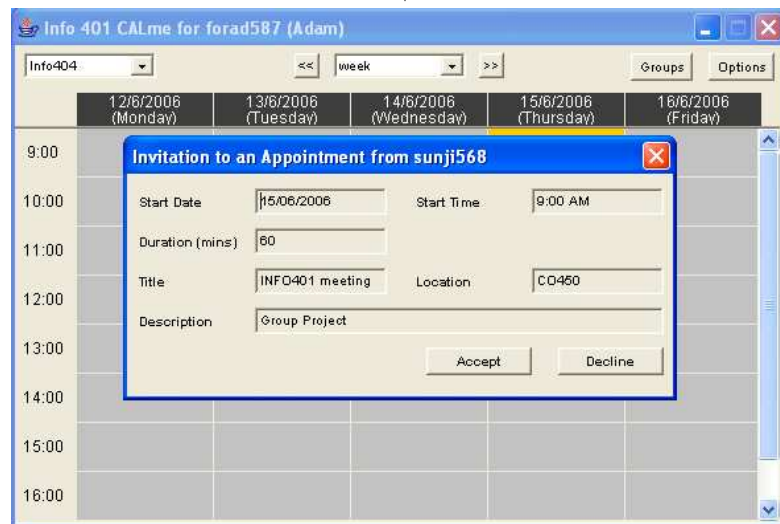 Info 401 CALme for forad587 (Adam)
Info404 << week >> Groups Options
12/6/2006 13/6/2006 14/6/2006 15/6/2006 16/6/2006
(Monday) (Tuesday) (Wednesday) (Thursday) (Friday)
9:00
Invitation to an Appointment from sunji568
10:00
Start Date 15/06/2006 Start Time 9:00 AM
11:00
Duration (mins) 60
Title INFO401 meeting Location CO450
12:00
Description Group Project
13:00
Accept Decline
14:00
15:00
16:00